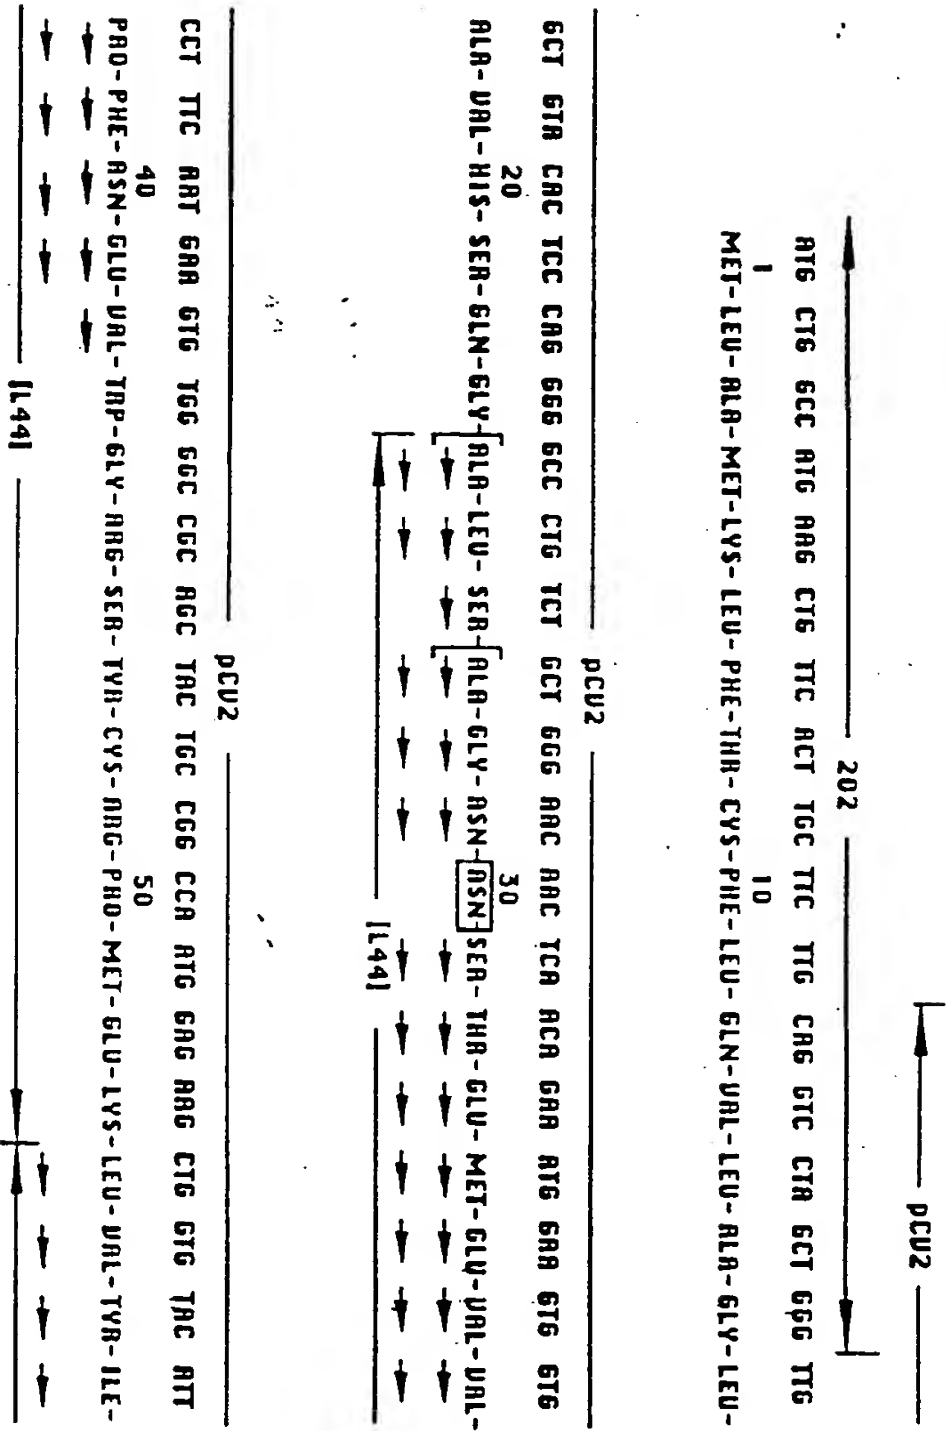 pCV2
202
ATG CTG GCC ATG AAG CTG TTC ACT TGC TTC TTG CAG GTC CTA GCT GGG TTG
1 10
MET-LEU-ALA-MET-LYS-LEU-PHE-THR-CYS-PHE-LEU-GLN-VAL-LEU-ALA-GLY-LEU-
pCV2
GCT GTA CAC TCC CAG GGG GCC CTG TCT GCT GGG AAC AAC TCA ACA GAA ATG GAA GTG GTG
20 30
ALA-VAL-HIS-SER-GLN-GLY-ALA-LEU-SER-ALA-GLY-ASN-ASN-SER-THR-GLU-MET-GLU-VAL-VAL-
[L44]
pCV2
CCT TTC AAT GAA GTG TGG GGC CGC AGC TAC TGC CGG CCA ATG GAG AAG CTG GTG TAC ATT
40 50
PRO-PHE-ASN-GLU-VAL-TRP-GLY-ARG-SER-TYR-CYS-ARG-PRO-MET-GLU-LYS-LEU-VAL-TYR-ILE-
[L44]